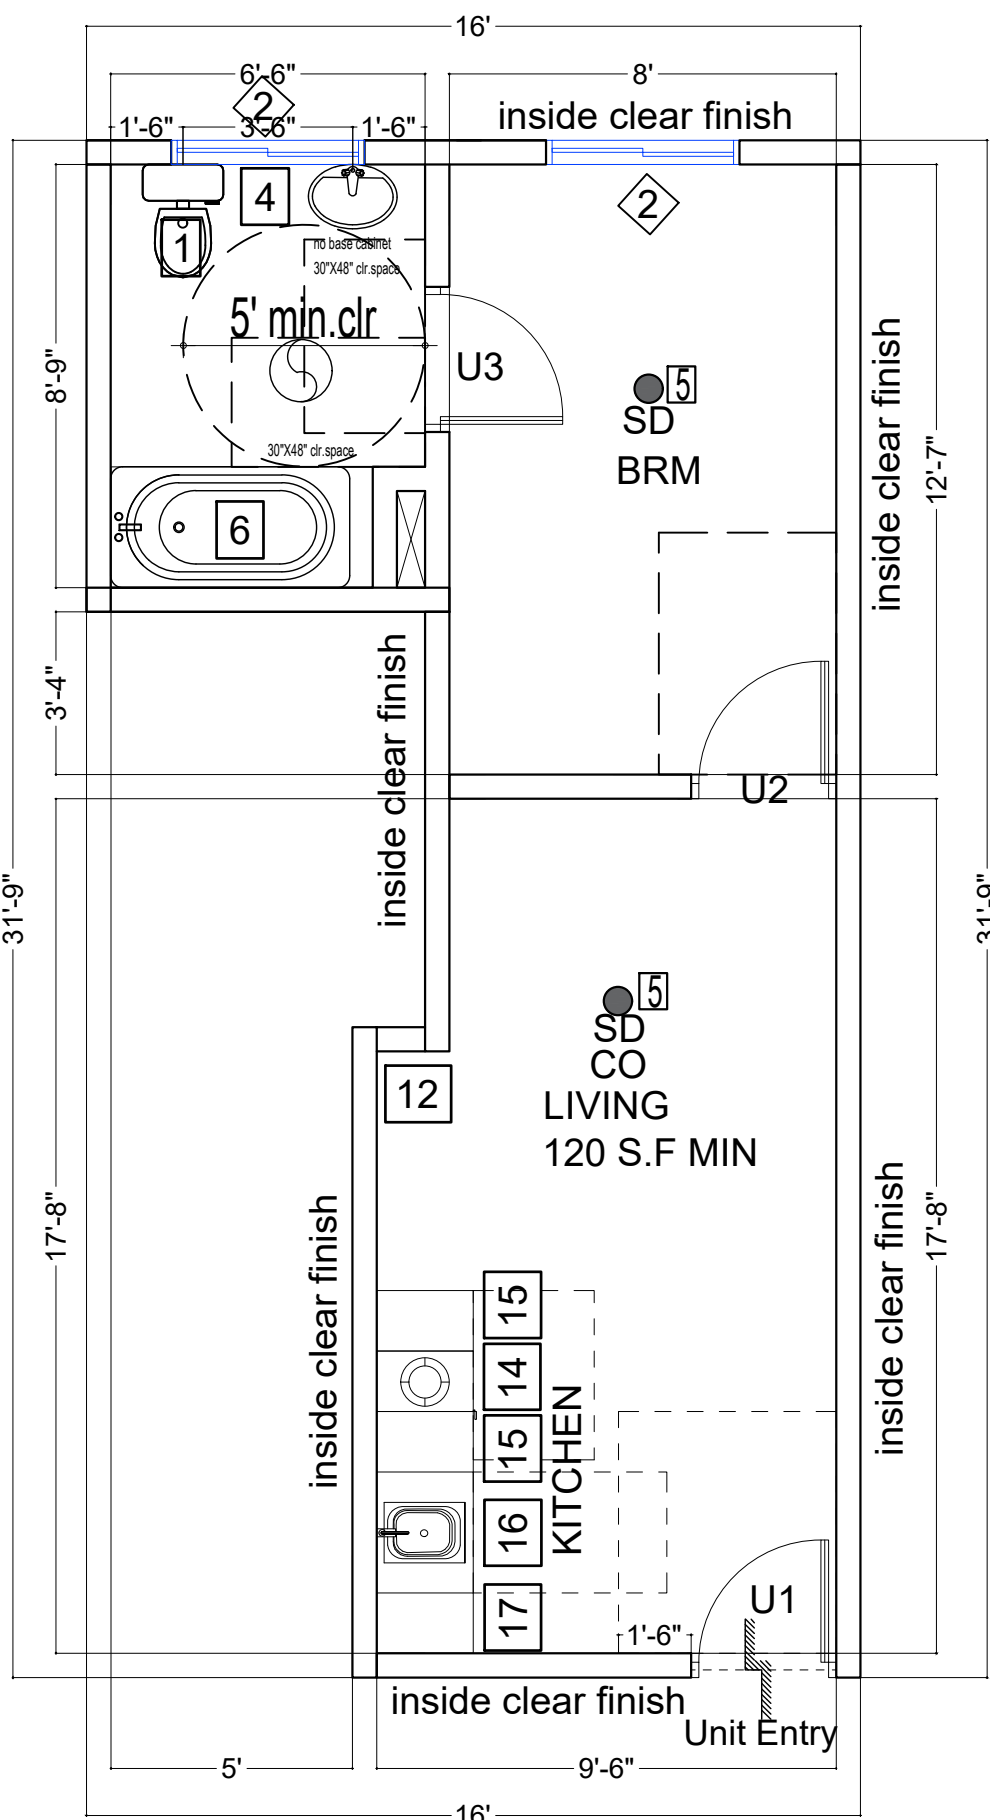 16'
6'-6"
8'
2
inside clear finish
1'-6"
3'-6"
1'-6"
4
2
1
no base cabinet
30"X48" clr.space
5' min.clr
U3
5
SD
BRM
8'-9"
inside clear finish
12'-7"
30"X48" clr.space
6
3'-4"
inside clear finish
U2
31'-9"
31'-9"
5
SD
CO
12
LIVING
120 S.F MIN
17'-8"
inside clear finish
inside clear finish
17'-8"
15
14
15
KITCHEN
16
17
U1
1'-6"
inside clear finish
Unit Entry
5'
9'-6"
16'